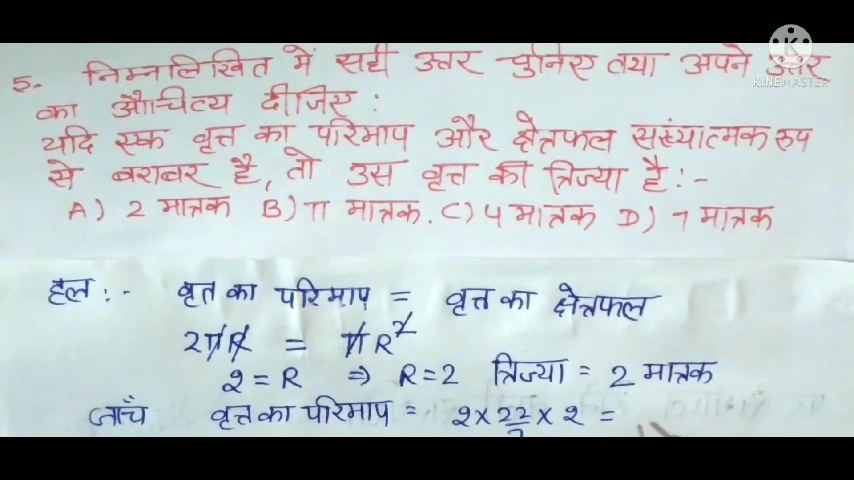 KINEMASTER
5. निम्नलिखित में सही उत्तर चुनिए तथा अपने उत्तर
का औचित्य दीजिए :
यदि एक वृत्त का परिमाप और क्षेत्रफल संख्यात्मक रुप
से बराबर है, तो उस वृत्त की त्रिज्या है :-
A) 2 मात्रक B) π मात्रक. C) 4 मात्रक D) 7 मात्रक
हल : - वृत का परिमाप = वृत्त का क्षेत्रफल
2πR = πR²
2 = R ⇒ R = 2 त्रिज्या = 2 मात्रक
जाँच वृत्त का परिमाप = 2 × 22/7 × 2 =